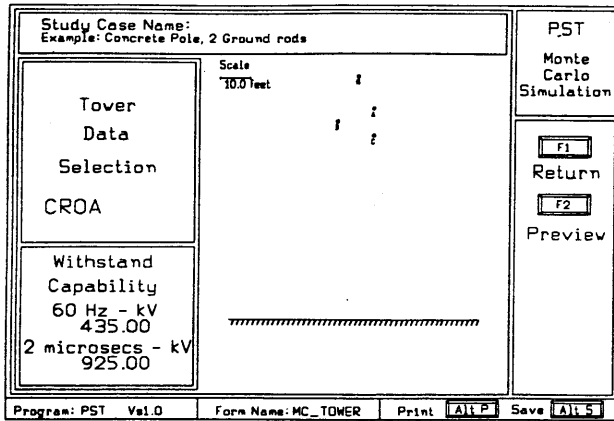 Study Case Name:
Example: Concrete Pole, 2 Ground rods
PST
Monte
Carlo
Simulation
Tower
Data
Selection
CROA
Scale
10.0 feet
A
B
C
F1
Return
F2
Preview
Withstand
Capability
60 Hz - kV
435.00
2 microsecs - kV
925.00
Program: PST Vs1.0
Form Name: MC_TOWER
Print Alt P
Save Alt S